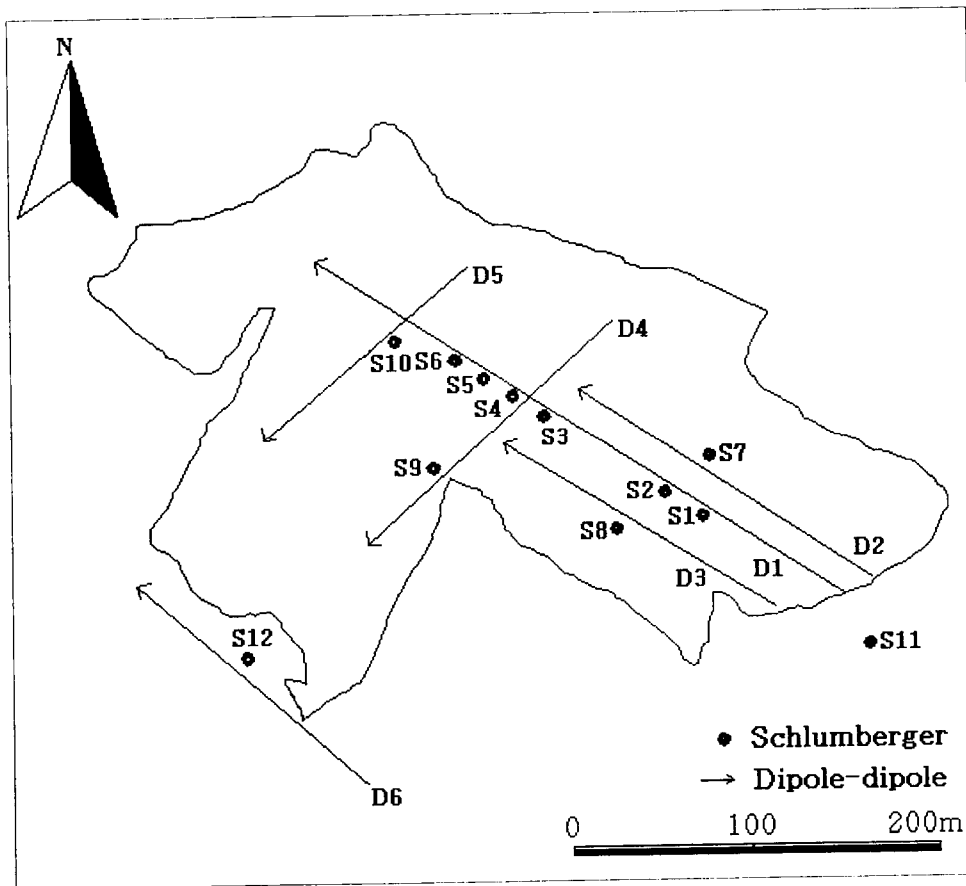 N
D5
D4
S10
S6
S5
S4
S3
S9
S7
S2
S1
S8
D2
D1
D3
S12
S11
Schlumberger
Dipole-dipole
D6
0 100 200m